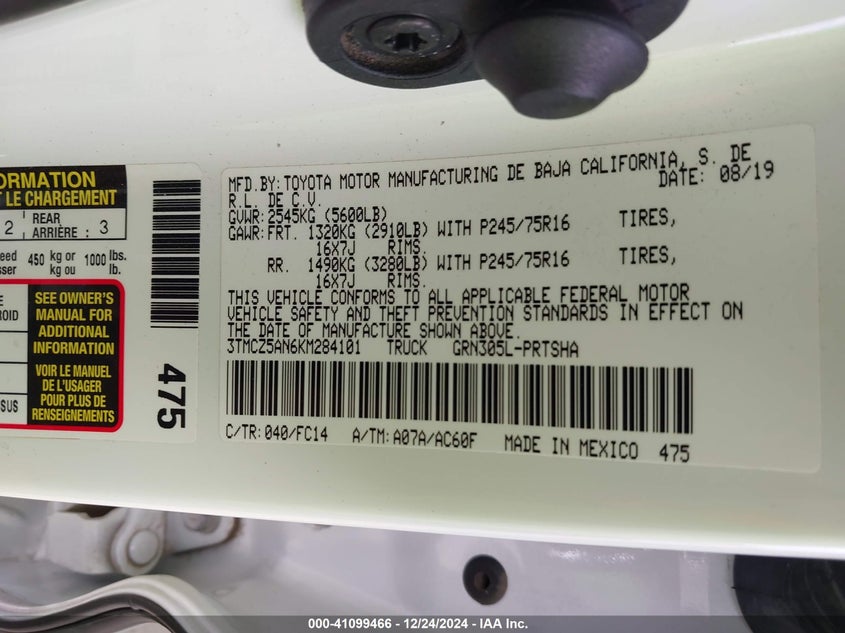 ORMATION
T LE CHARGEMENT
2 | REAR ARRIÈRE : 3
450 kg or kg ou 1000 lbs. lb.
SEE OWNER'S
MANUAL FOR
ADDITIONAL
INFORMATION
VOIR LE MANUEL
DE L'USAGER
POUR PLUS DE
RENSEIGNEMENTS
475
MFD.BY:TOYOTA MOTOR MANUFACTURING DE BAJA CALIFORNIA, S. DE
R.L. DE C.V. DATE: 08/19
GVWR:2545KG (5600LB)
GAWR:FRT. 1320KG (2910LB) WITH P245/75R16 TIRES,
16X7J RIMS.
RR. 1490KG (3280LB) WITH P245/75R16 TIRES,
16X7J RIMS.
THIS VEHICLE CONFORMS TO ALL APPLICABLE FEDERAL MOTOR
VEHICLE SAFETY AND THEFT PREVENTION STANDARDS IN EFFECT ON
THE DATE OF MANUFACTURE SHOWN ABOVE.
3TMCZ5AN6KM284101 TRUCK GRN305L-PRTSHA
C/TR:040/FC14 A/TM:A07A/AC60F MADE IN MEXICO 475
000-41099466 - 12/24/2024 - IAA Inc.